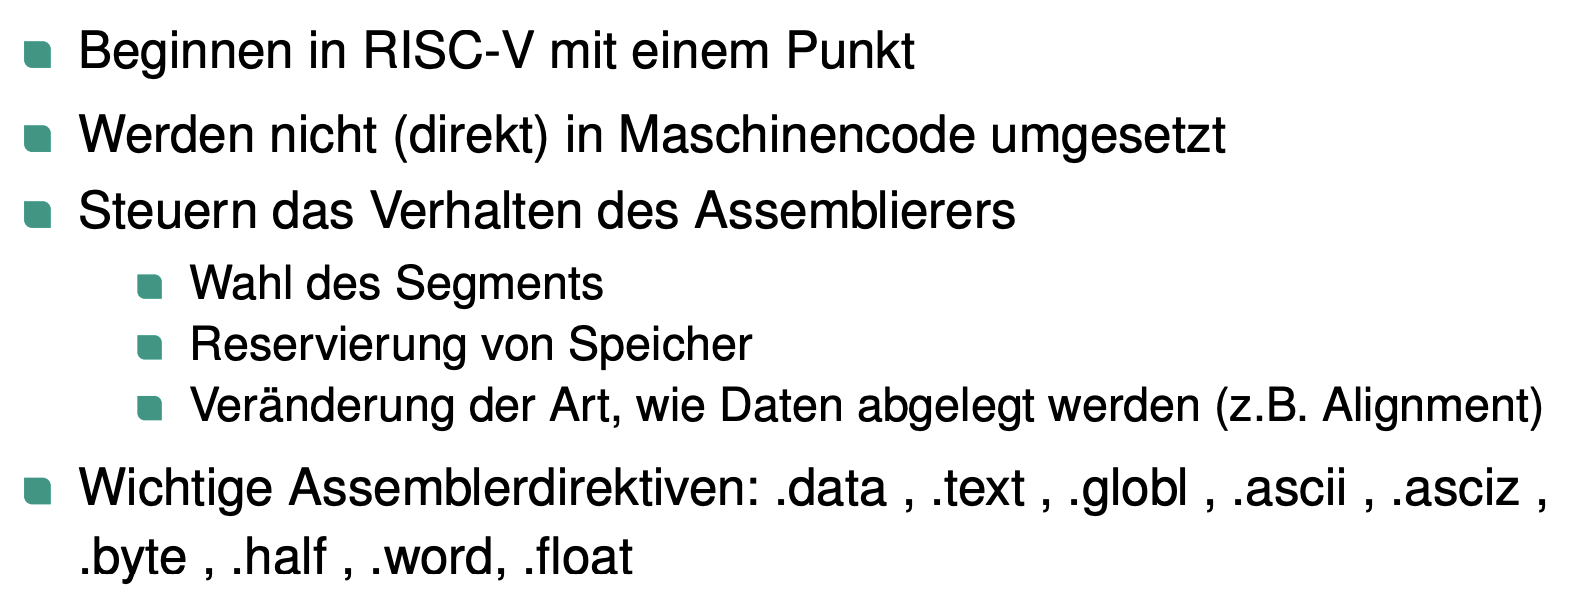 Beginnen in RISC-V mit einem Punkt
Werden nicht (direkt) in Maschinencode umgesetzt
Steuern das Verhalten des Assemblierers
Wahl des Segments
Reservierung von Speicher
Veränderung der Art, wie Daten abgelegt werden (z.B. Alignment)
Wichtige Assemblerdirektiven: .data , .text , .globl , .ascii , .asciz ,
.byte , .half , .word, .float